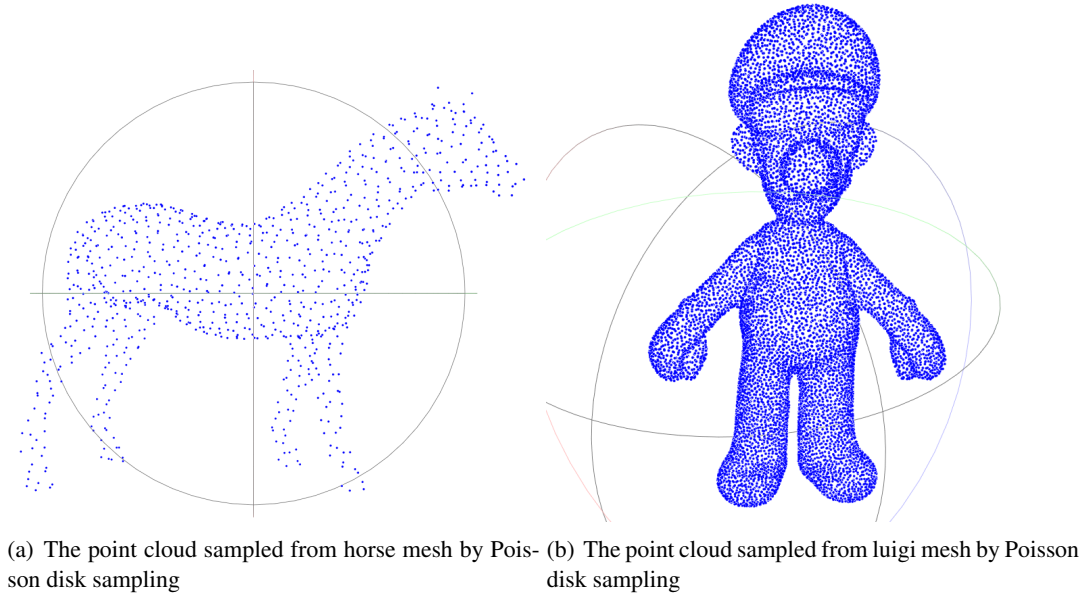 (a) The point cloud sampled from horse mesh by Pois-
son disk sampling
(b) The point cloud sampled from luigi mesh by Poisson
disk sampling